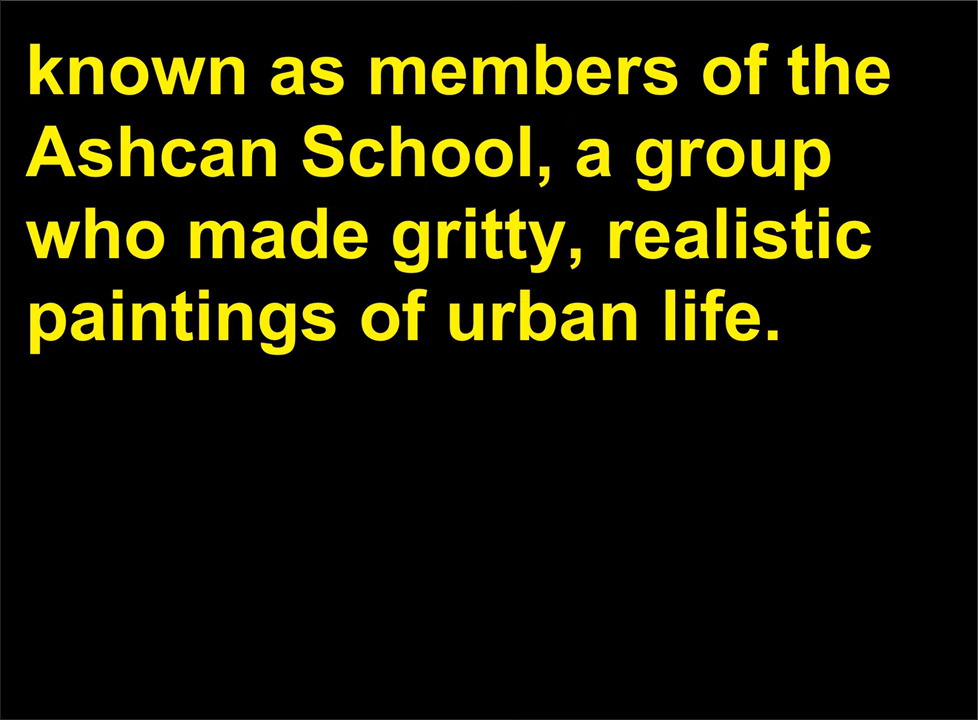 known as members of the
Ashcan School, a group
who made gritty, realistic
paintings of urban life.